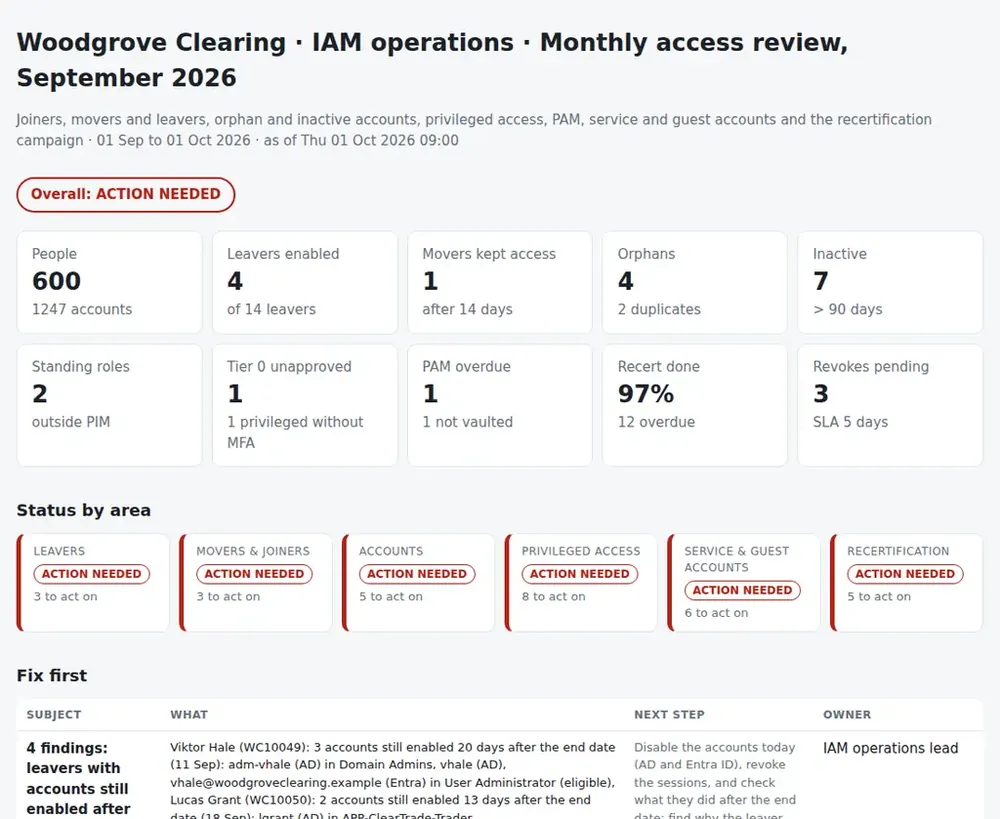 Woodgrove Clearing · IAM operations · Monthly access review,
September 2026
Joiners, movers and leavers, orphan and inactive accounts, privileged access, PAM, service and guest accounts and the recertification
campaign · 01 Sep to 01 Oct 2026 · as of Thu 01 Oct 2026 09:00
Overall: ACTION NEEDED
People
600
1247 accounts
Leavers enabled
4
of 14 leavers
Movers kept access
1
after 14 days
Orphans
4
2 duplicates
Inactive
7
> 90 days
Standing roles
2
outside PIM
Tier 0 unapproved
1
1 privileged without
MFA
PAM overdue
1
1 not vaulted
Recert done
97%
12 overdue
Revokes pending
3
SLA 5 days
Status by area
LEAVERS
ACTION NEEDED
3 to act on
MOVERS & JOINERS
ACTION NEEDED
3 to act on
ACCOUNTS
ACTION NEEDED
5 to act on
PRIVILEGED ACCESS
ACTION NEEDED
8 to act on
SERVICE & GUEST
ACCOUNTS
ACTION NEEDED
6 to act on
RECERTIFICATION
ACTION NEEDED
5 to act on
Fix first
SUBJECT
WHAT
NEXT STEP
OWNER
4 findings:
leavers with
accounts still
enabled after
Viktor Hale (WC10049): 3 accounts still enabled 20 days after the end date
(11 Sep): adm-vhale (AD) in Domain Admins, vhale (AD),
vhale@woodgroveclearing.example (Entra) in User Administrator (eligible),
Lucas Grant (WC10050): 2 accounts still enabled 13 days after the end
date (18 Sep): lgrant (AD) in APP-ClearTrade-Trader
Disable the accounts today
(AD and Entra ID), revoke
the sessions, and check
what they did after the end
date; find why the leaver
IAM operations lead